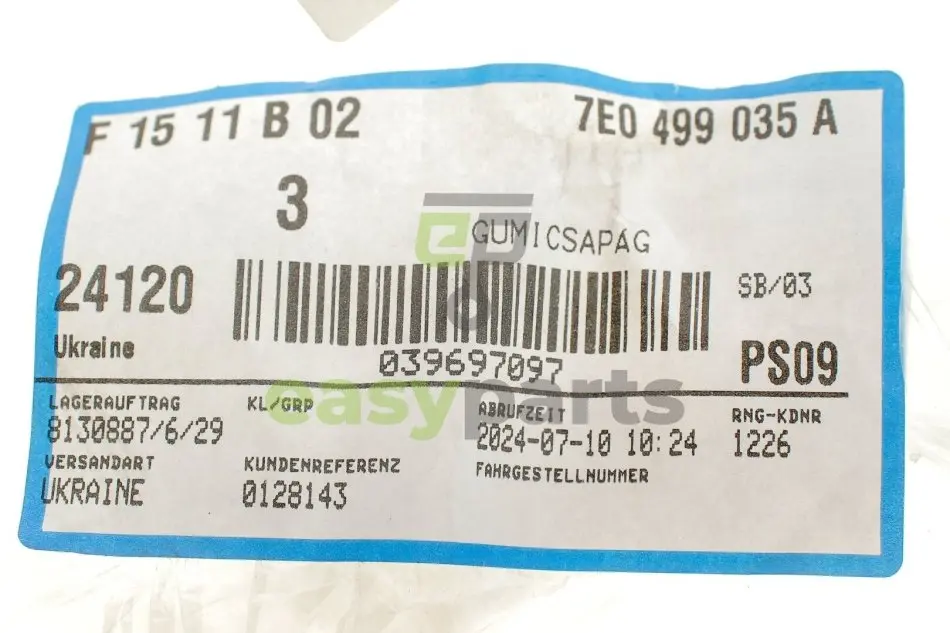 F 15 11 B 02
7E0 499 035 A
3
GUMICSAPÁG
24120
SB/03
Ukraine
039697097
PS09
easyparts
LAGERAUFTRAG
KL/GRP
ABRUFZEIT
RNG-KDNR
8130887/6/29
2024-07-10 10:24
1226
VERSANDART
KUNDENREFERENZ
FAHRGESTELLNUMMER
UKRAINE
0128143